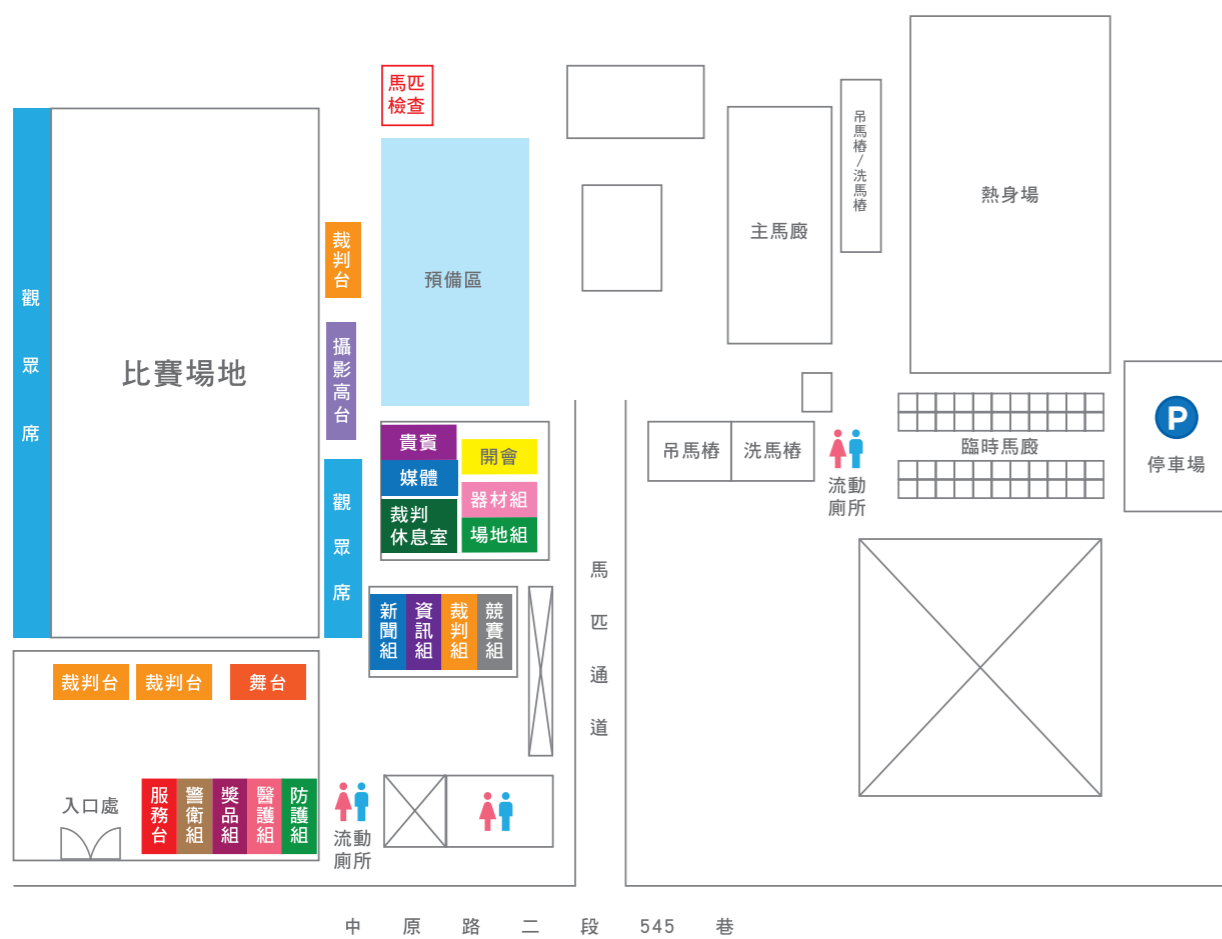 馬匹
檢查
吊馬樁/洗馬樁
熱身場
主馬廄
裁判台
預備區
觀眾席
比賽場地
攝影高台
貴賓
開會
媒體
器材組
裁判
休息室
場地組
觀眾席
吊馬樁
洗馬樁
流動
廁所
臨時馬廄
P
停車場
馬匹通道
新聞組
資訊組
裁判組
競賽組
裁判台
裁判台
舞台
入口處
服務台
警衛組
獎品組
醫護組
防護組
流動
廁所
中原路二段545巷